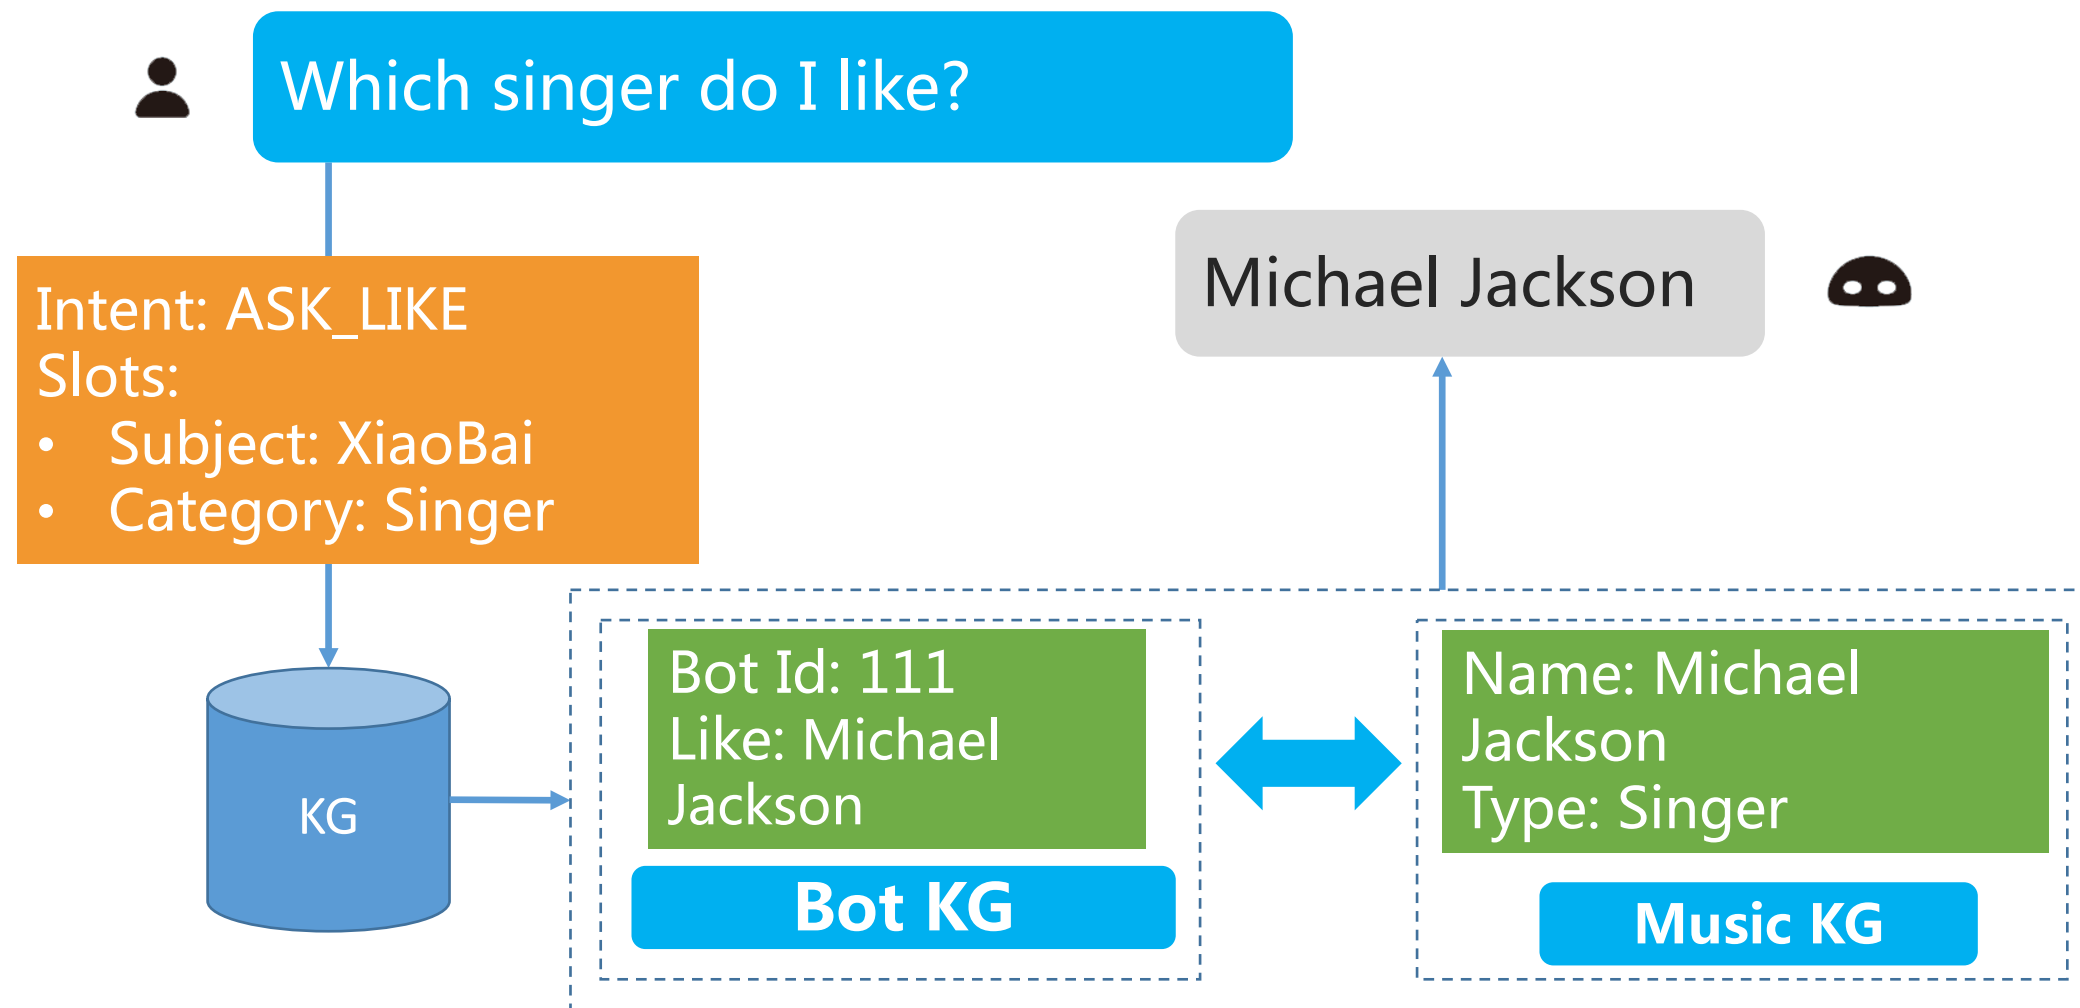 Which singer do I like?
Michael Jackson
Intent: ASK_LIKE
Slots:
• Subject: XiaoBai
• Category: Singer
KG
Bot Id: 111
Like: Michael
Jackson
Bot KG
Name: Michael
Jackson
Type: Singer
Music KG